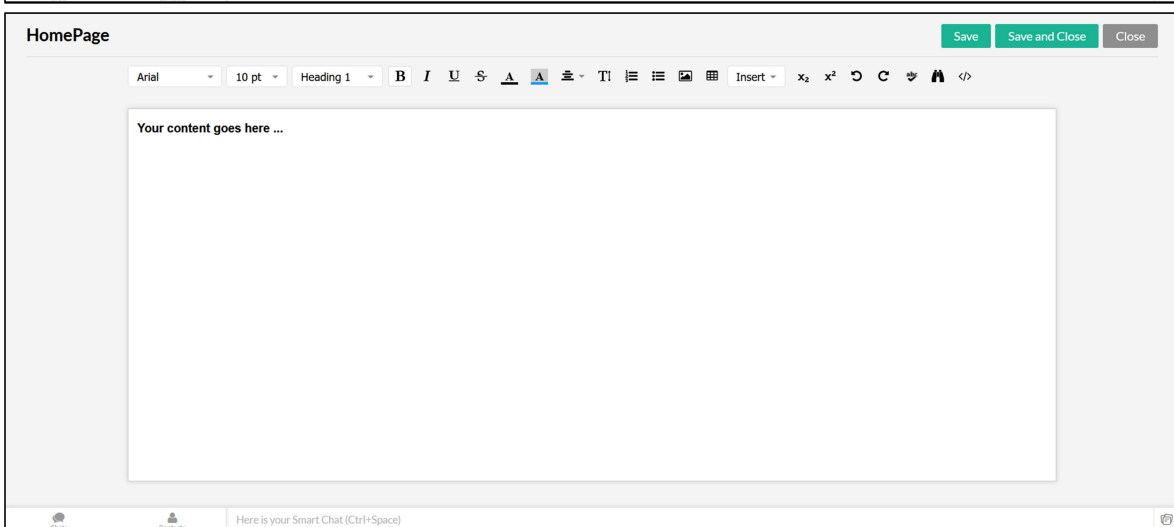 HomePage
Save Save and Close Close
Arial 10 pt Heading 1 B I U S A A T Insert x₂ x² abc </>
Your content goes here ...
Here is your Smart Chat (Ctrl+Space)